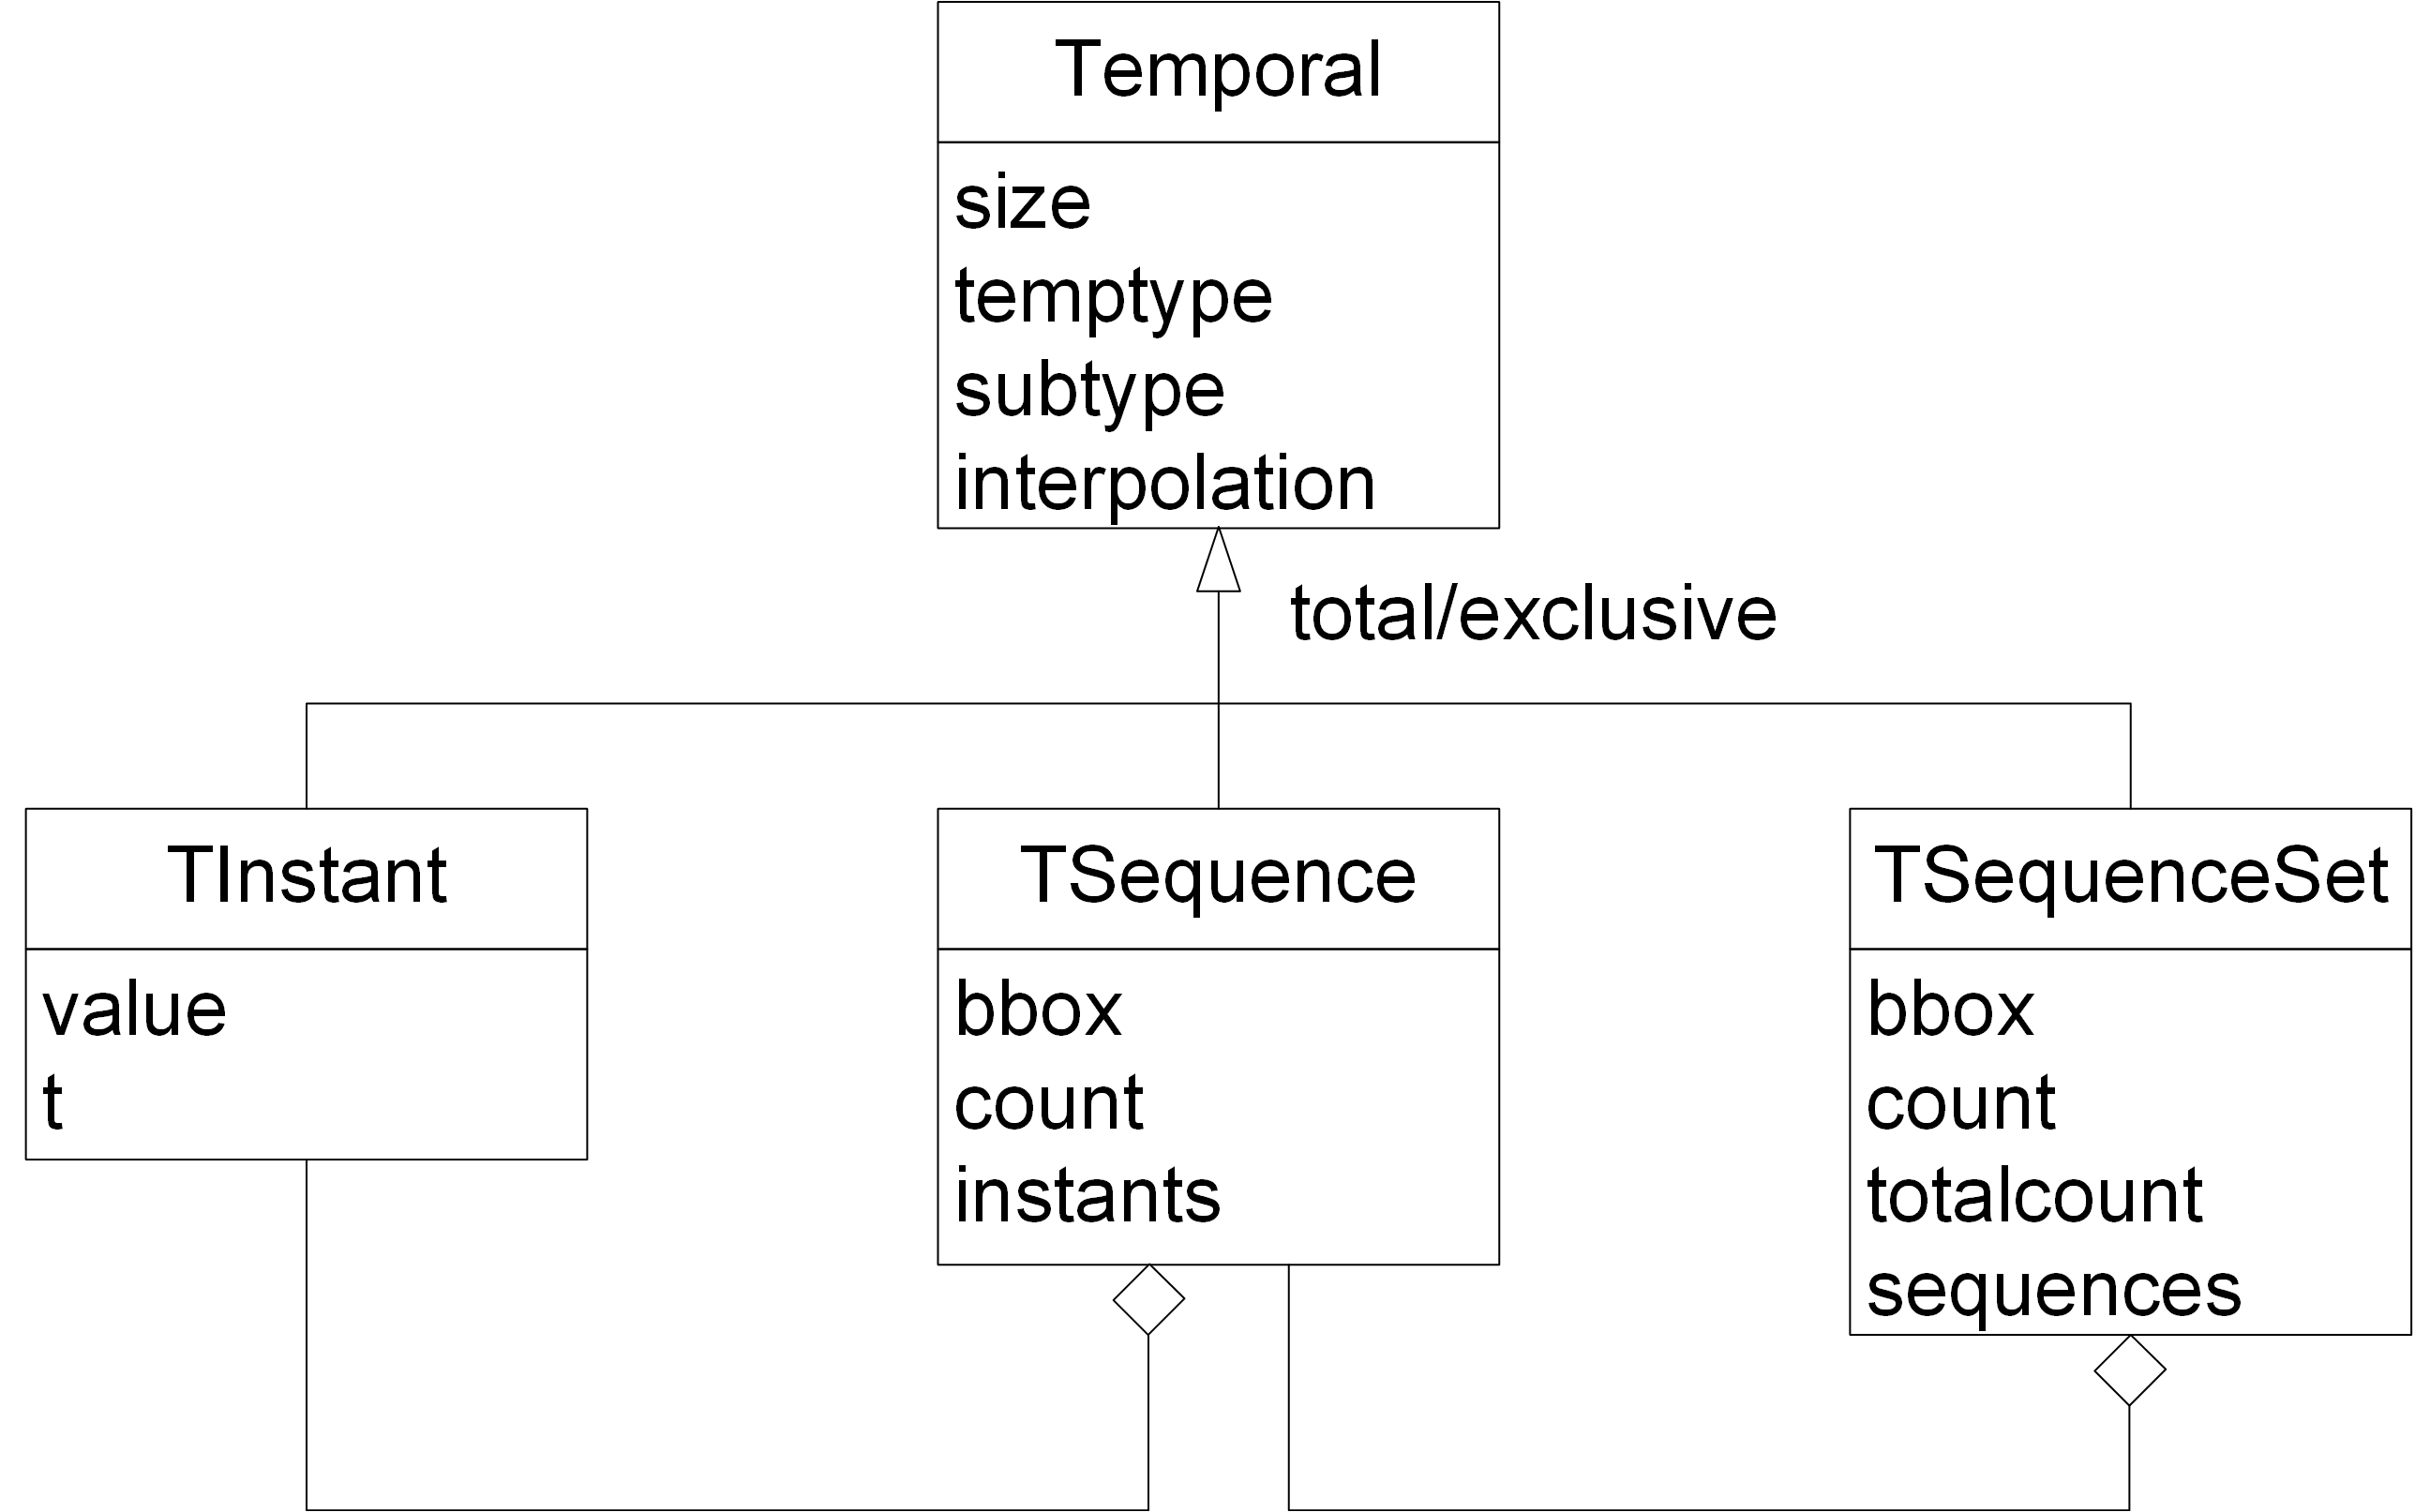 Temporal
size
temptype
subtype
interpolation
total/exclusive
TInstant
value
t
TSequence
bbox
count
instants
TSequenceSet
bbox
count
totalcount
sequences